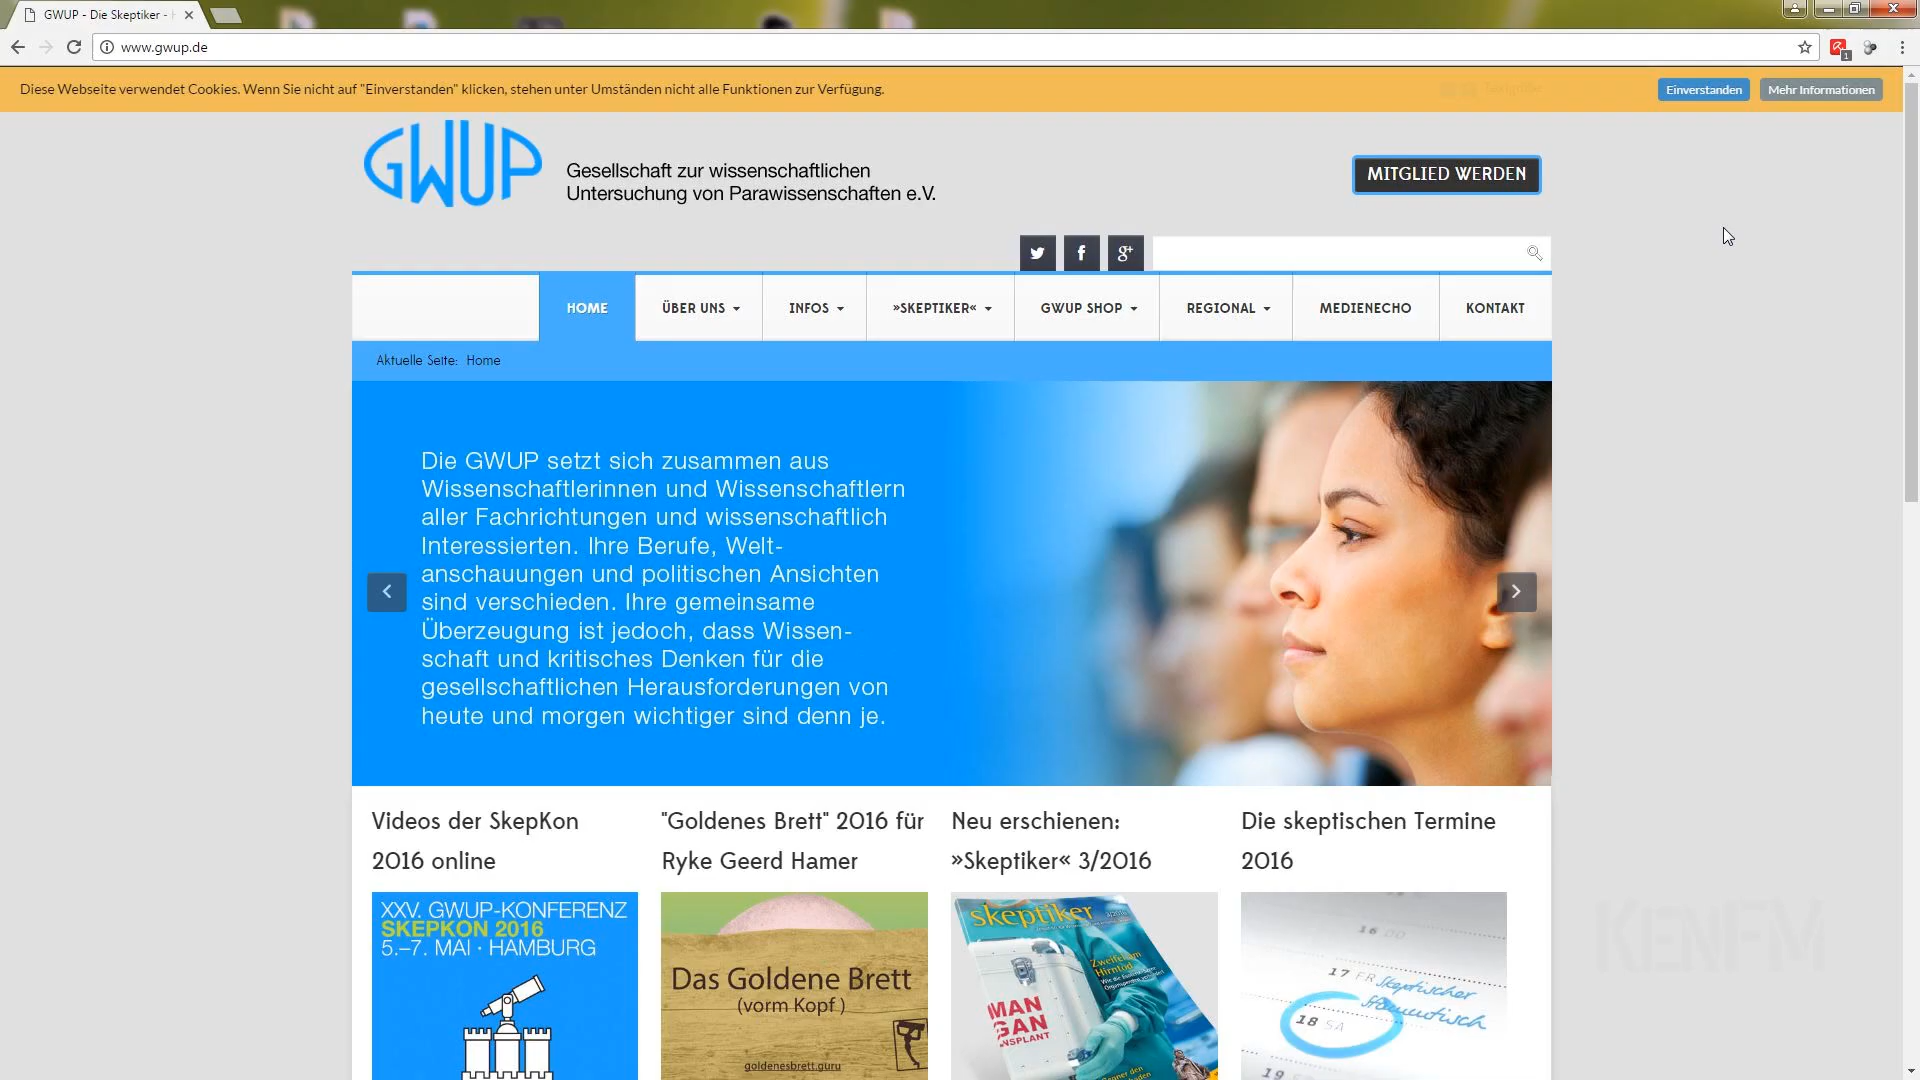 GWUP - Die Skeptiker -
www.gwup.de
Diese Webseite verwendet Cookies. Wenn Sie nicht auf "Einverstanden" klicken, stehen unter Umständen nicht alle Funktionen zur Verfügung.
Einverstanden
Mehr Informationen
GWUP
Gesellschaft zur wissenschaftlichen
Untersuchung von Parawissenschaften e.V.
MITGLIED WERDEN
HOME
ÜBER UNS
INFOS
»SKEPTIKER«
GWUP SHOP
REGIONAL
MEDIENECHO
KONTAKT
Aktuelle Seite: Home
Die GWUP setzt sich zusammen aus
Wissenschaftlerinnen und Wissenschaftlern
aller Fachrichtungen und wissenschaftlich
Interessierten. Ihre Berufe, Welt-
anschauungen und politischen Ansichten
sind verschieden. Ihre gemeinsame
Überzeugung ist jedoch, dass Wissen-
schaft und kritisches Denken für die
gesellschaftlichen Herausforderungen von
heute und morgen wichtiger sind denn je.
Videos der SkepKon
2016 online
XXV. GWUP-KONFERENZ
SKEPKON 2016
5.–7. MAI · HAMBURG
"Goldenes Brett" 2016 für
Ryke Geerd Hamer
Das Goldene Brett
(vorm Kopf )
goldenesbrett.guru
Neu erschienen:
»Skeptiker« 3/2016
skeptiker
3/2016
Zweifel am
Hirntod
MAN
GAN
NSPLANT
Die skeptischen Termine
2016
16 DO
17 FR Skeptischer
Stammtisch
18 SA
19
KENFM